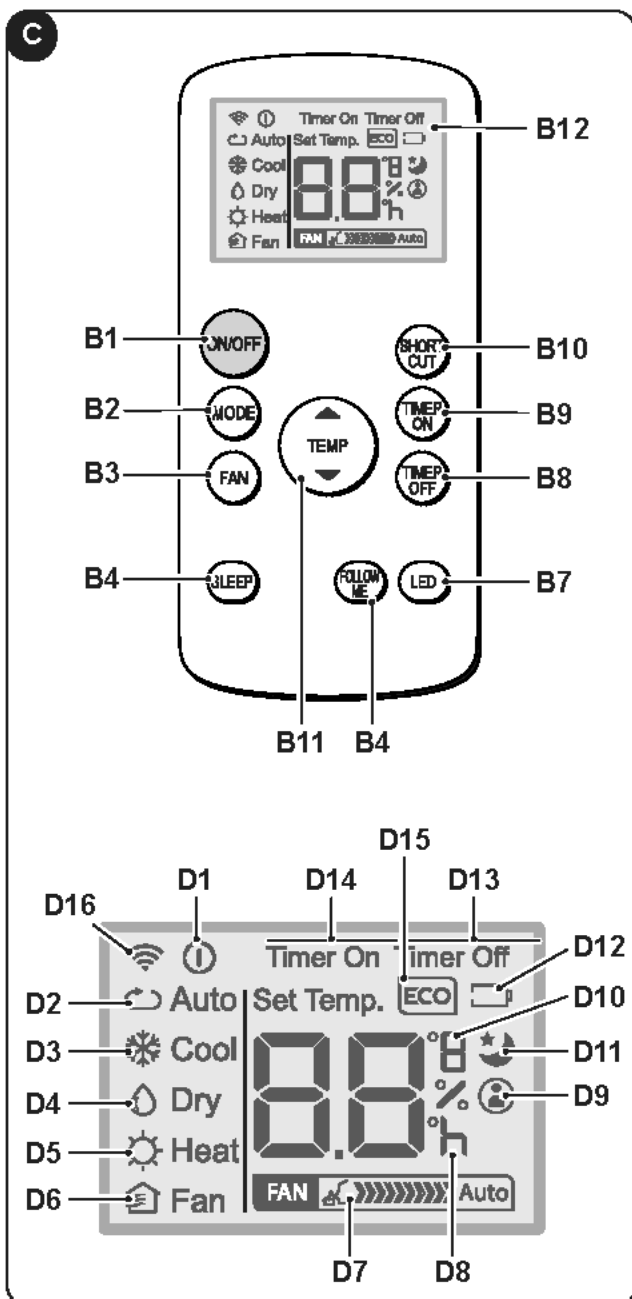 C
Timer On Timer Off
B12
Auto Set Temp. ECO
Cool
88
Dry
%
h
Heat
Fan
FAN Auto
B1
ON/OFF
SHORT
CUT
B10
B2
MODE
TEMP
TIMER
ON
B9
B3
FAN
TIMER
OFF
B8
B4
SLEEP
FOLLOW
ME
LED
B7
B11 B4
D15
D1 D14 D13
D16
D12
Timer On Timer Off
D2
Auto Set Temp. ECO
D10
D3
Cool
88
D11
D4
Dry
%
D9
D5
Heat
h
D6
Fan
FAN Auto
D7 D8